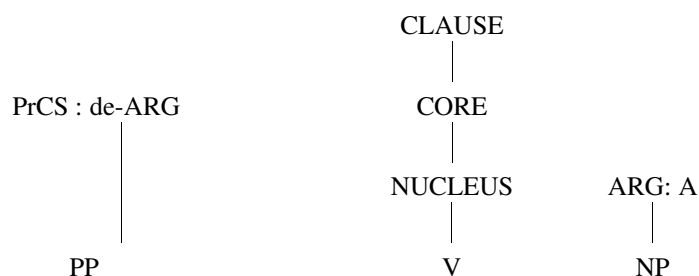 CLAUSE
PrCS : de-ARG CORE
NUCLEUS ARG: A
PP V NP